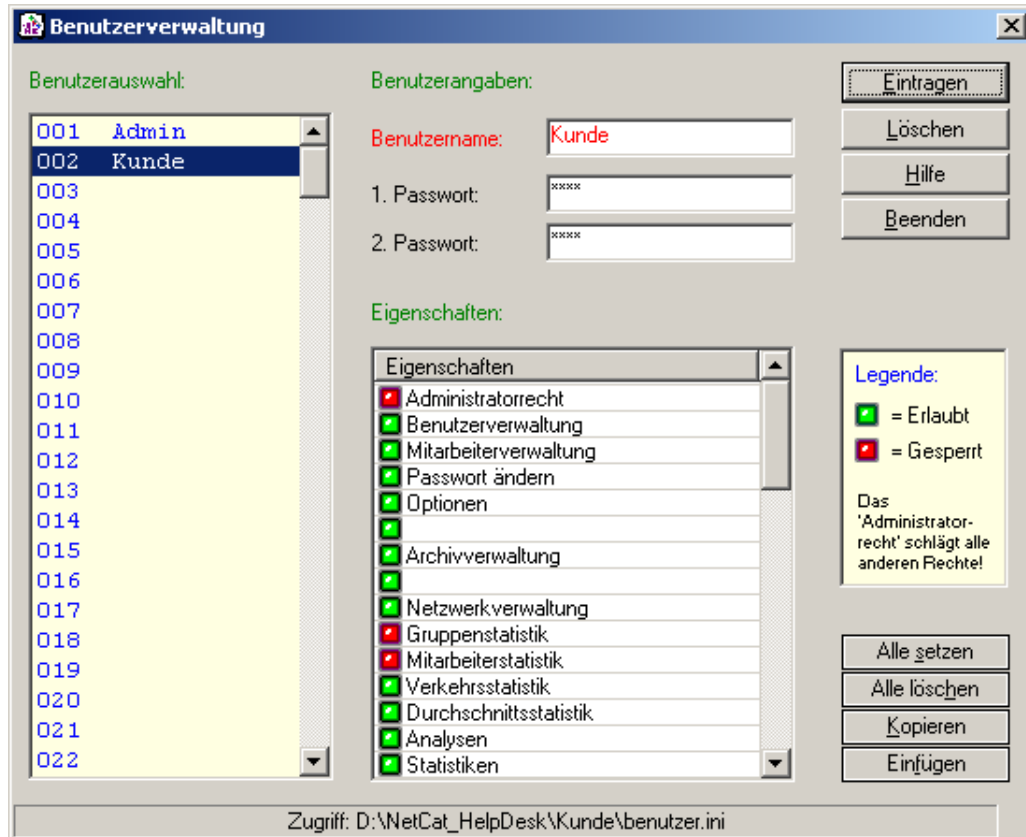 Benutzerverwaltung
Benutzerauswahl:
001 Admin
002 Kunde
003
004
005
006
007
008
009
010
011
012
013
014
015
016
017
018
019
020
021
022
Benutzerangaben:
Benutzername: Kunde
1. Passwort: ****
2. Passwort: ****
Eigenschaften:
Eigenschaften
Administratorrecht
Benutzerverwaltung
Mitarbeiterverwaltung
Passwort ändern
Optionen
Archivverwaltung
Netzwerkverwaltung
Gruppenstatistik
Mitarbeiterstatistik
Verkehrsstatistik
Durchschnittsstatistik
Analysen
Statistiken
Eintragen
Löschen
Hilfe
Beenden
Legende:
= Erlaubt
= Gesperrt
Das
'Administrator-
recht' schlägt alle
anderen Rechte!
Alle setzen
Alle löschen
Kopieren
Einfügen
Zugriff: D:\NetCat_HelpDesk\Kunde\benutzer.ini